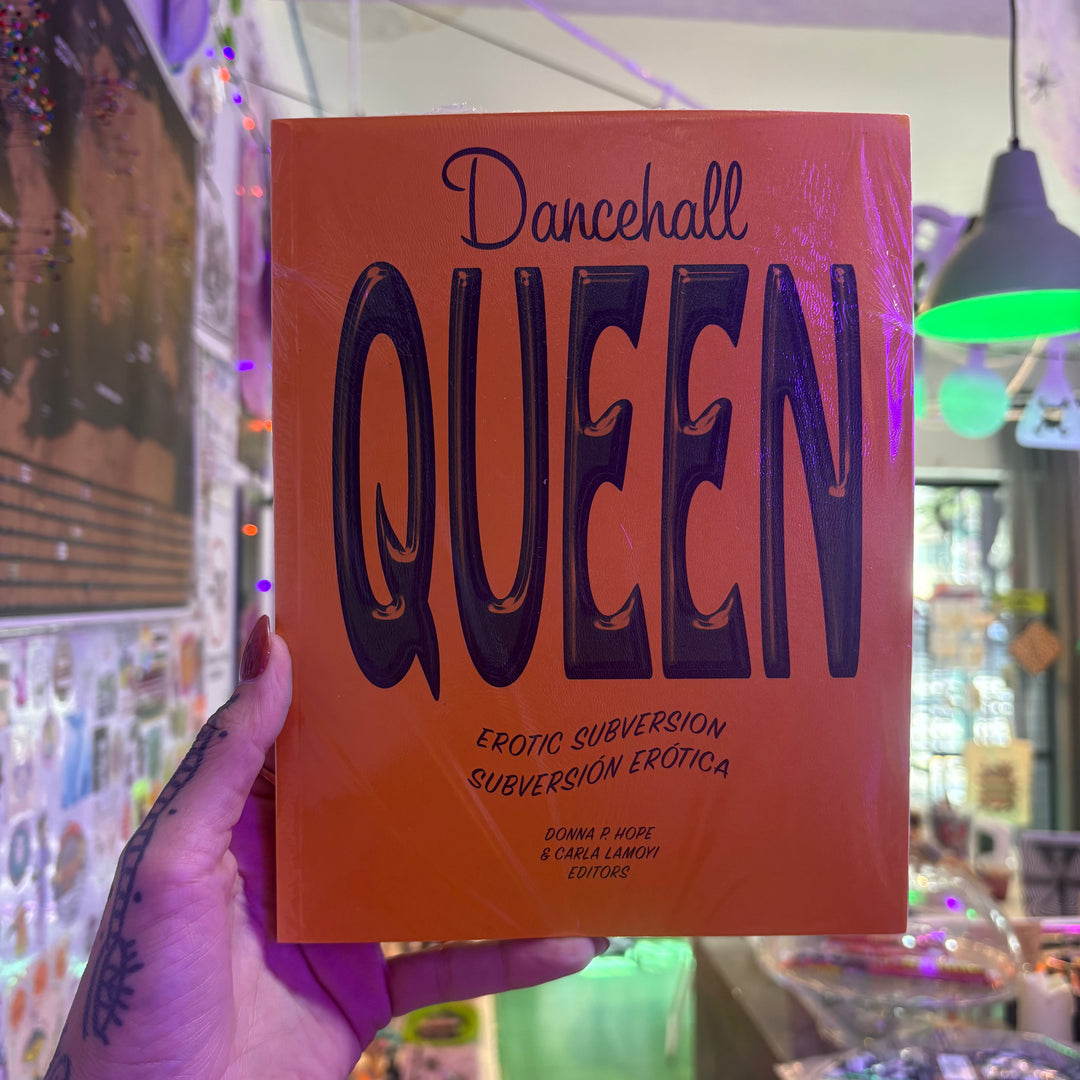 Dancehall
QUEEN
EROTIC SUBVERSION
SUBVERSIÓN ERÓTICA
DONNA P. HOPE
& CARLA LAMOYI
EDITORS